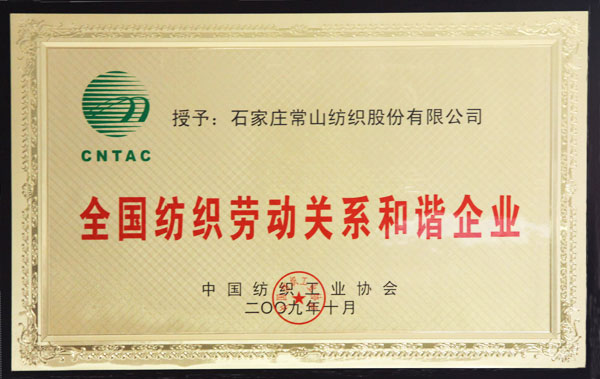 授予：石家庄常山纺织股份有限公司
CNTAC
全国纺织劳动关系和谐企业
中国纺织工业协会
二〇〇九年十月